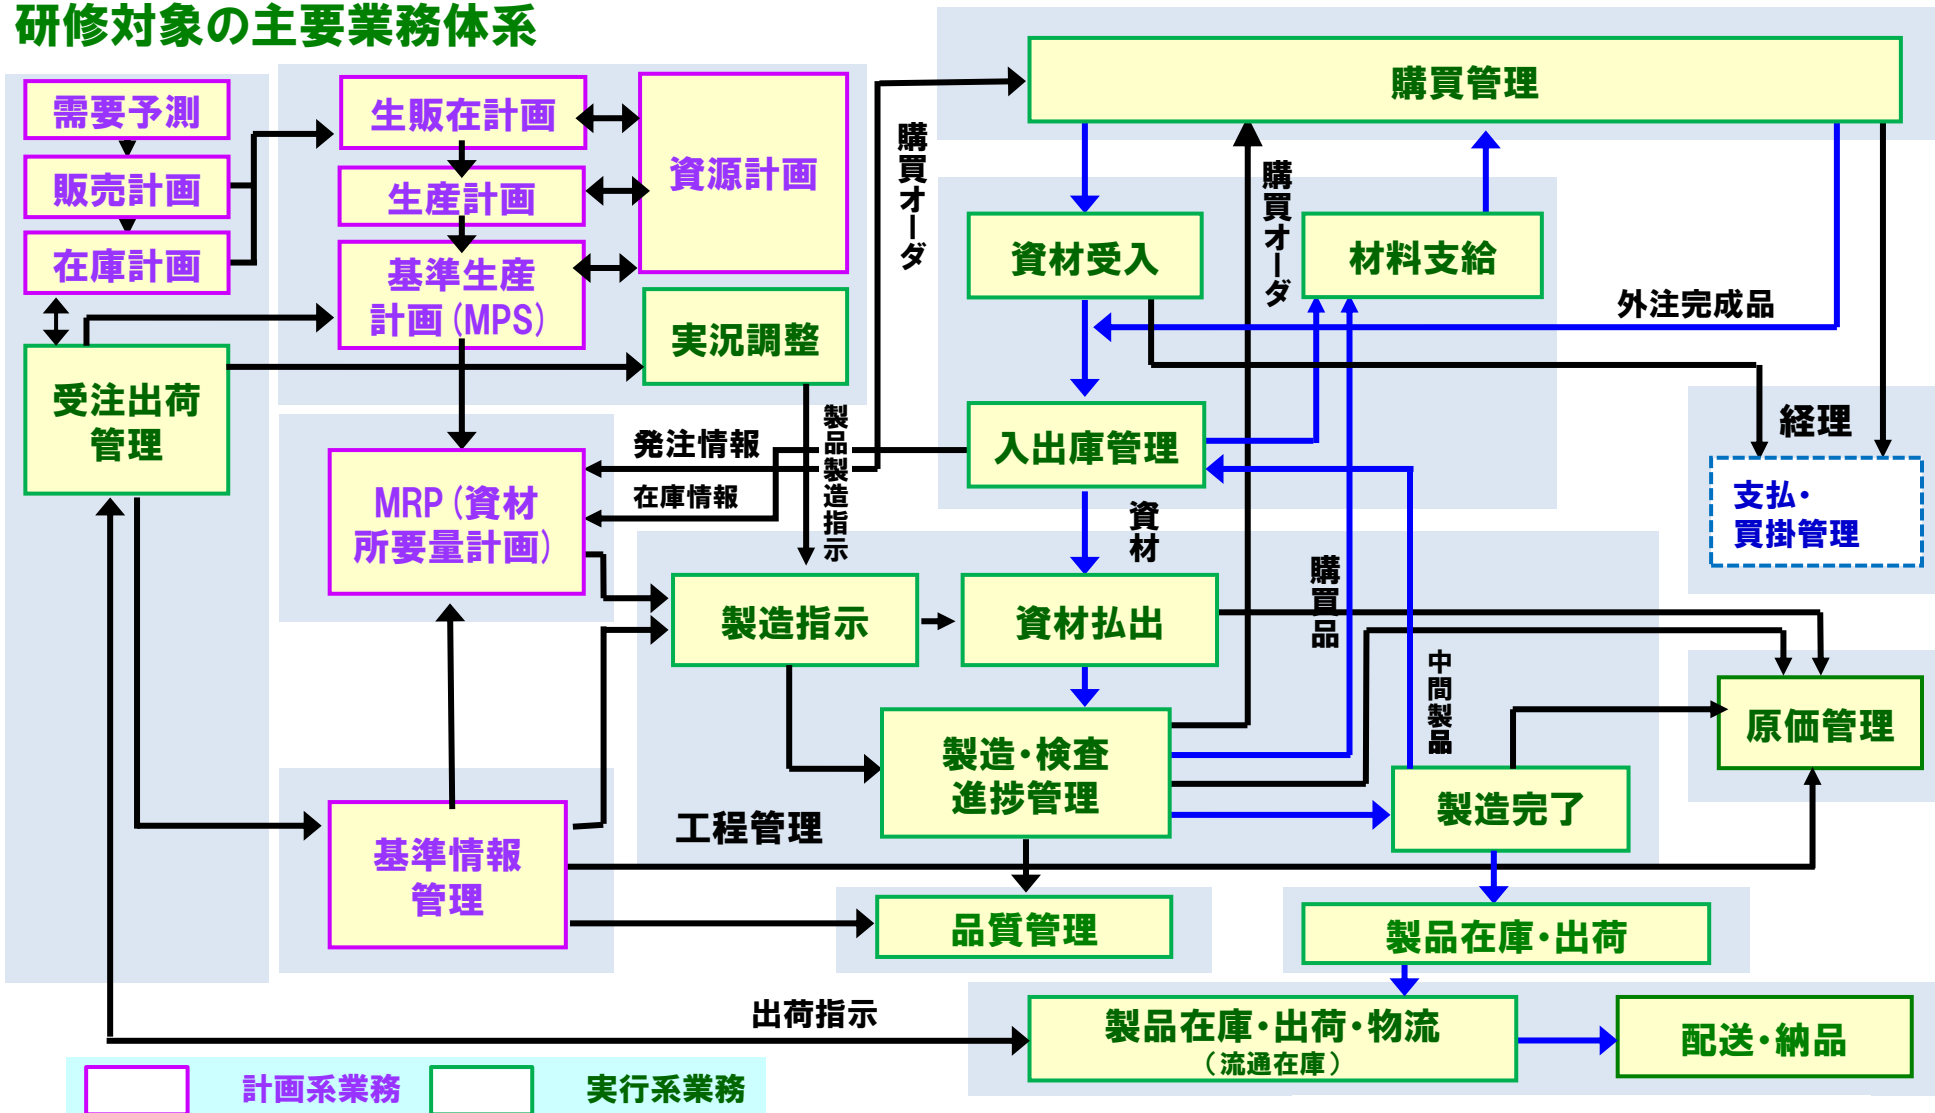 研修対象の主要業務体系
需要予測
販売計画
在庫計画
受注出荷
管理
生販在計画
生産計画
基準生産
計画(MPS)
資源計画
実況調整
MRP(資材
所要量計画)
基準情報
管理
発注情報
在庫情報
製品製造指示
購買オーダ
購買管理
資材受入
材料支給
購買オーダ
外注完成品
入出庫管理
資材
経理
支払・
買掛管理
製造指示
資材払出
購買品
中間製品
製造・検査
進捗管理
工程管理
製造完了
原価管理
品質管理
製品在庫・出荷
出荷指示
製品在庫・出荷・物流
(流通在庫)
配送・納品
計画系業務
実行系業務